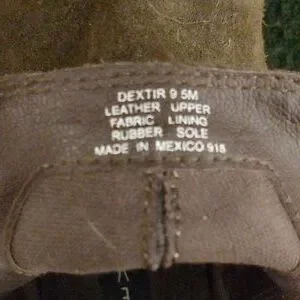 DEXTIR 9 5M
LEATHER UPPER
FABRIC LINING
RUBBER SOLE
MADE IN MEXICO 918